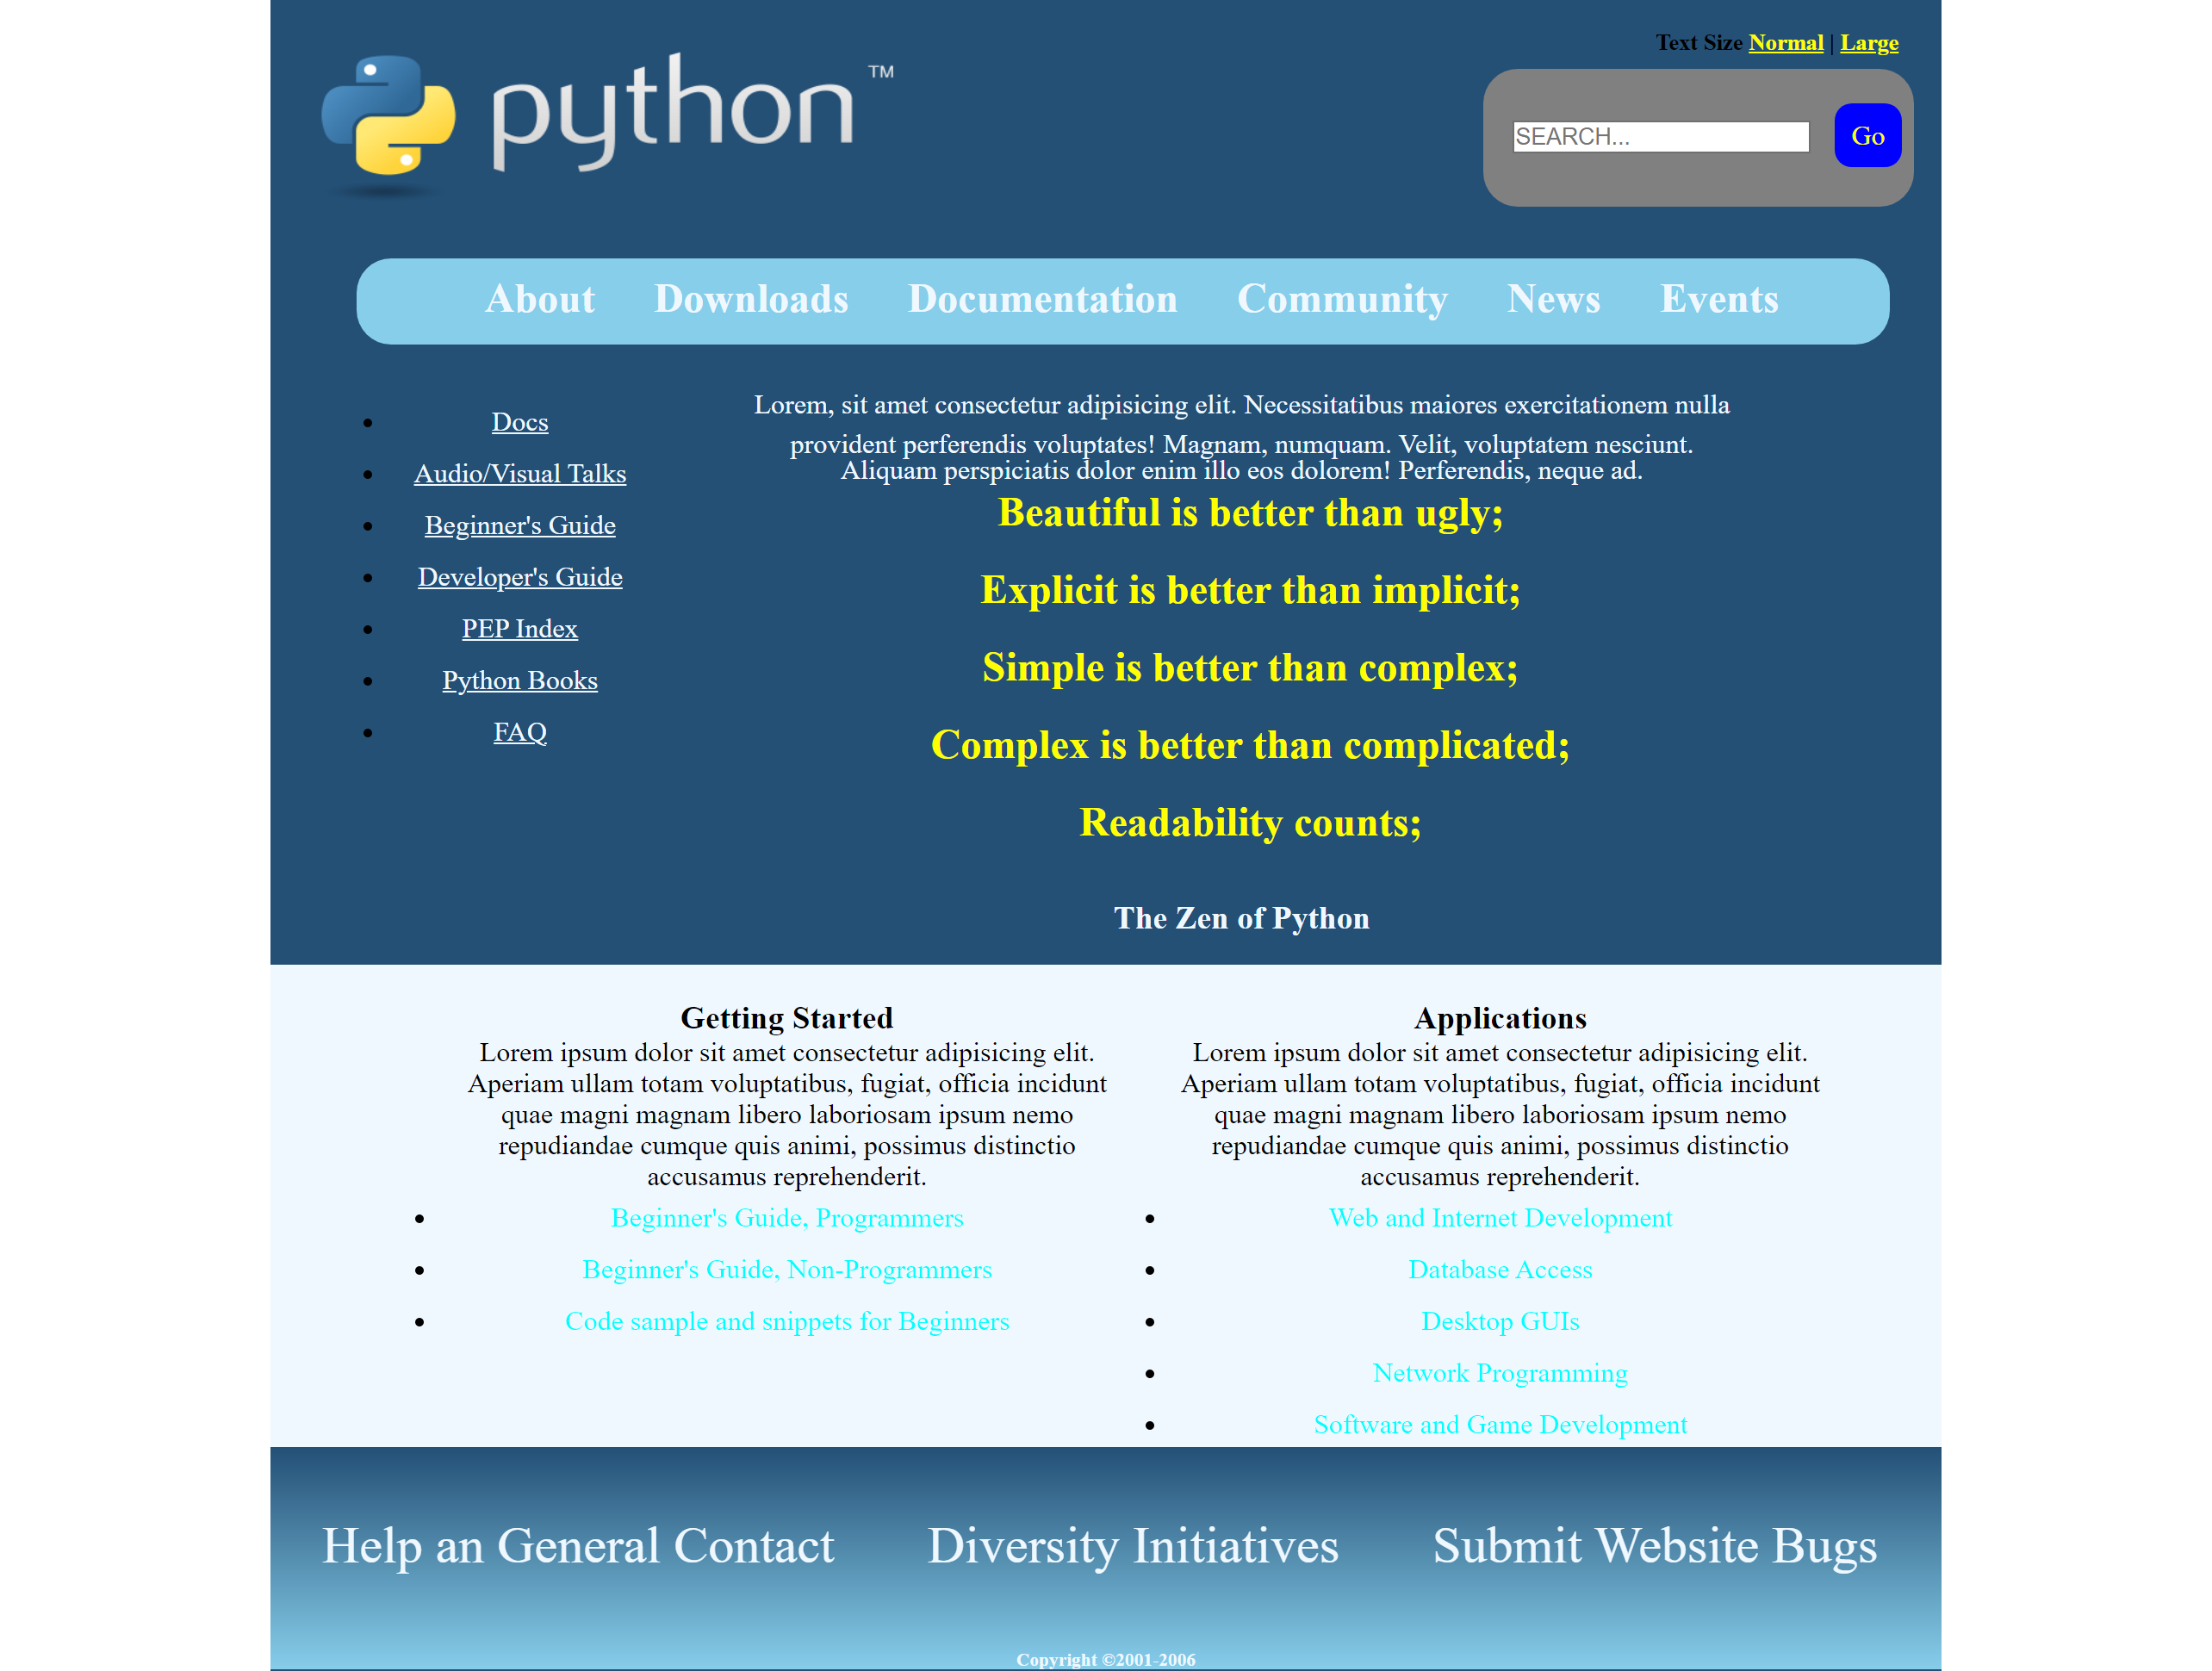 Text Size Normal | Large
python ™
SEARCH...
Go
About Downloads Documentation Community News Events
Docs
Audio/Visual Talks
Beginner's Guide
Developer's Guide
PEP Index
Python Books
FAQ
Lorem, sit amet consectetur adipisicing elit. Necessitatibus maiores exercitationem nulla
provident perferendis voluptates! Magnam, numquam. Velit, voluptatem nesciunt.
Aliquam perspiciatis dolor enim illo eos dolorem! Perferendis, neque ad.
Beautiful is better than ugly;
Explicit is better than implicit;
Simple is better than complex;
Complex is better than complicated;
Readability counts;
The Zen of Python
Getting Started
Lorem ipsum dolor sit amet consectetur adipisicing elit.
Aperiam ullam totam voluptatibus, fugiat, officia incidunt
quae magni magnam libero laboriosam ipsum nemo
repudiandae cumque quis animi, possimus distinctio
accusamus reprehenderit.
Beginner's Guide, Programmers
Beginner's Guide, Non-Programmers
Code sample and snippets for Beginners
Applications
Lorem ipsum dolor sit amet consectetur adipisicing elit.
Aperiam ullam totam voluptatibus, fugiat, officia incidunt
quae magni magnam libero laboriosam ipsum nemo
repudiandae cumque quis animi, possimus distinctio
accusamus reprehenderit.
Web and Internet Development
Database Access
Desktop GUIs
Network Programming
Software and Game Development
Help an General Contact Diversity Initiatives Submit Website Bugs
Copyright ©2001-2006